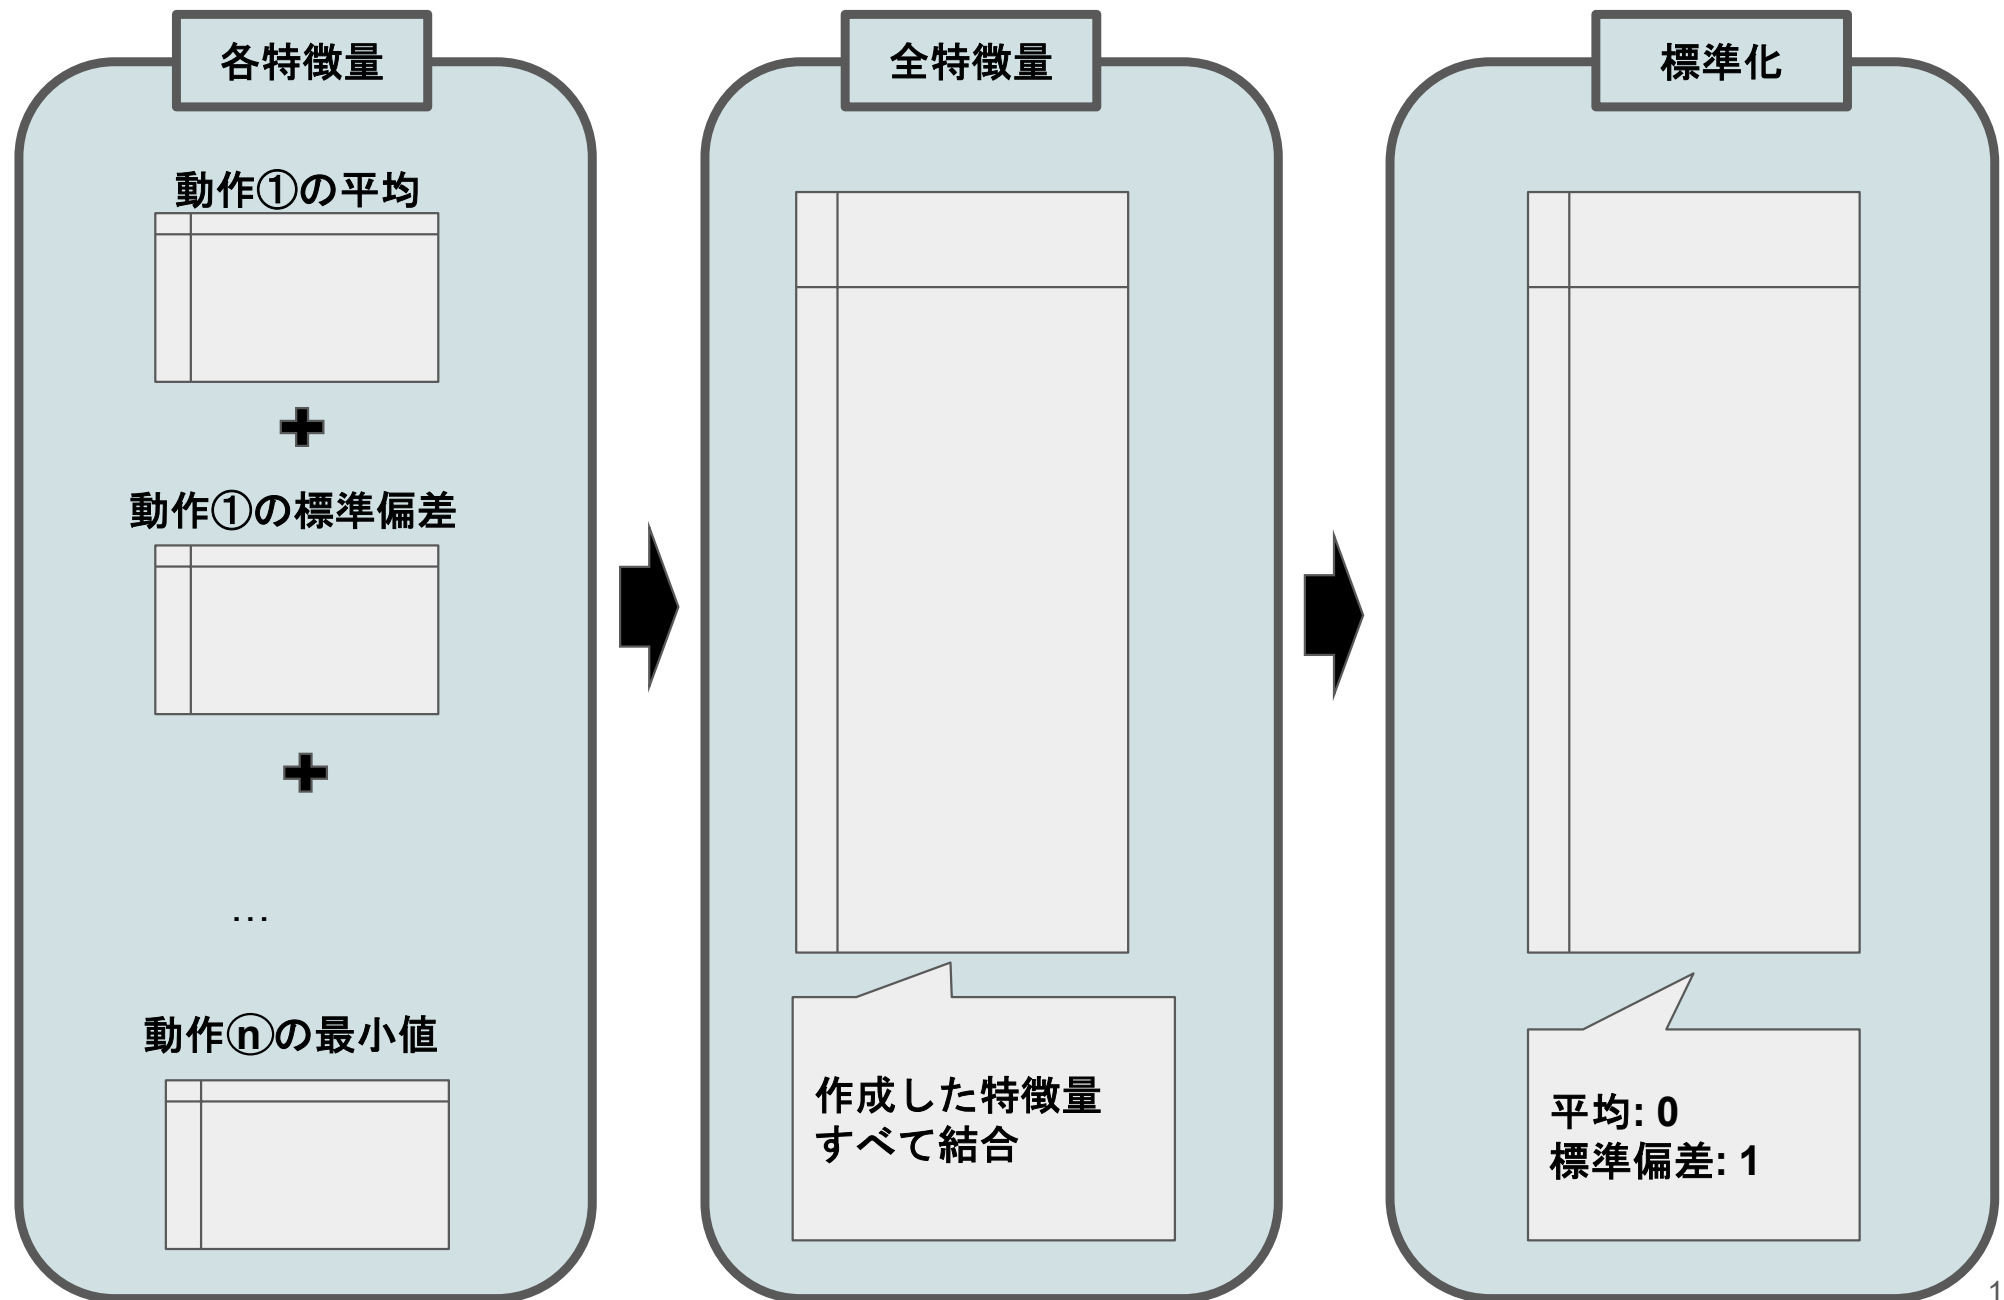 各特徴量
動作①の平均
動作①の標準偏差
…
動作ⓝの最小値
全特徴量
作成した特徴量
すべて結合
標準化
平均: 0
標準偏差: 1
1